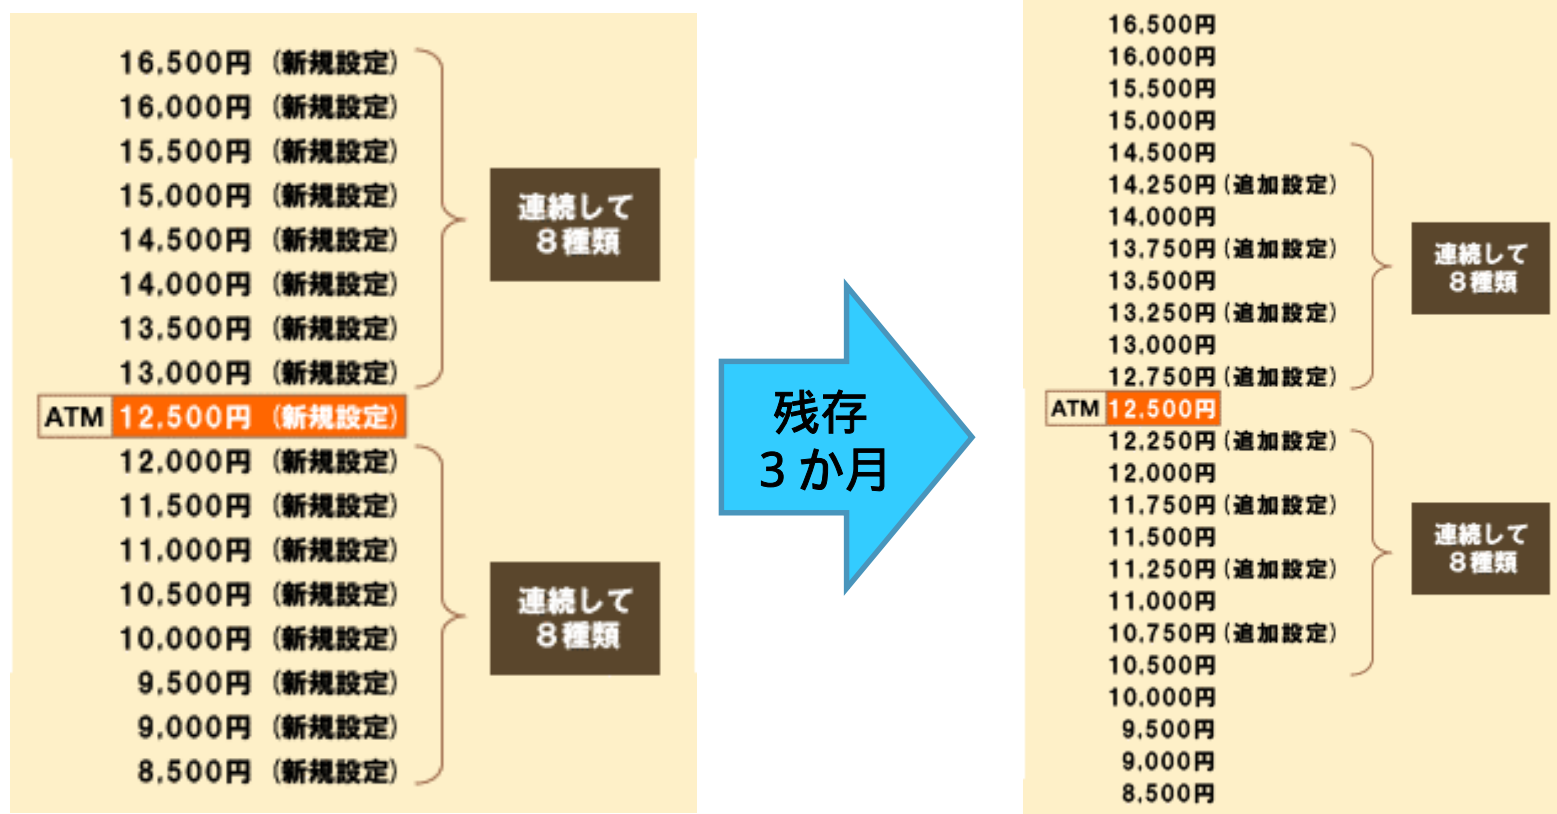 16,500円 (新規設定)
16,000円 (新規設定)
15,500円 (新規設定)
15,000円 (新規設定)
14,500円 (新規設定)
14,000円 (新規設定)
13,500円 (新規設定)
13,000円 (新規設定)
連続して
8種類
ATM 12,500円 (新規設定)
12,000円 (新規設定)
11,500円 (新規設定)
11,000円 (新規設定)
10,500円 (新規設定)
10,000円 (新規設定)
9,500円 (新規設定)
9,000円 (新規設定)
8,500円 (新規設定)
連続して
8種類
残存
3か月
16,500円
16,000円
15,500円
15,000円
14,500円
14,250円(追加設定)
14,000円
13,750円(追加設定)
13,500円
13,250円(追加設定)
13,000円
12,750円(追加設定)
連続して
8種類
ATM 12,500円
12,250円(追加設定)
12,000円
11,750円(追加設定)
11,500円
11,250円(追加設定)
11,000円
10,750円(追加設定)
10,500円
連続して
8種類
10,000円
9,500円
9,000円
8,500円